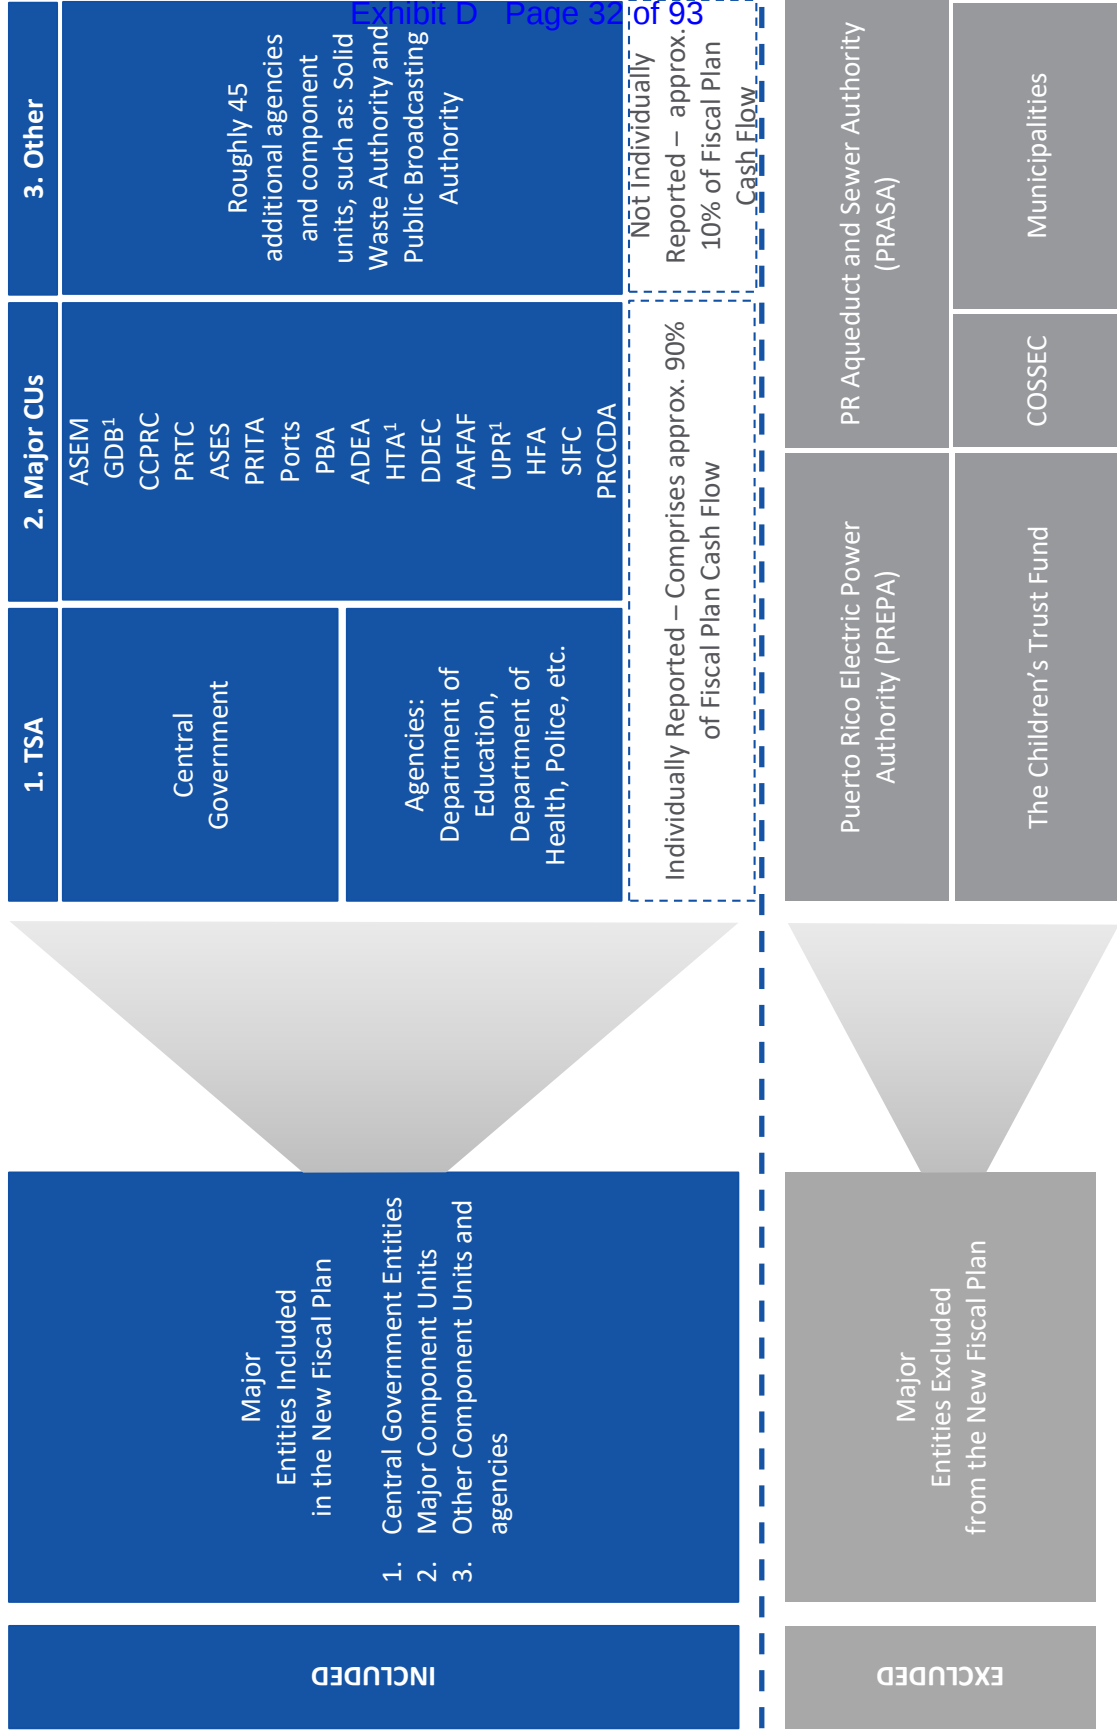 Exhibit D Page 32 of 93
INCLUDED
Major
Entities Included
in the New Fiscal Plan
1. Central Government Entities
2. Major Component Units
3. Other Component Units and
agencies
1. TSA
Central
Government
Agencies:
Department of
Education,
Department of
Health, Police, etc.
2. Major CUs
ASEM
GDB¹
CCPRC
PRTC
ASES
PRITA
Ports
PBA
ADEA
HTA¹
DDEC
AAFAF
UPR¹
HFA
SIFC
PRCCDA
3. Other
Roughly 45
additional agencies
and component
units, such as: Solid
Waste Authority and
Public Broadcasting
Authority
Individually Reported – Comprises approx. 90%
of Fiscal Plan Cash Flow
Not Individually
Reported – approx.
10% of Fiscal Plan
Cash Flow
EXCLUDED
Major
Entities Excluded
from the New Fiscal Plan
Puerto Rico Electric Power
Authority (PREPA)
PR Aqueduct and Sewer Authority
(PRASA)
The Children’s Trust Fund
COSSEC
Municipalities